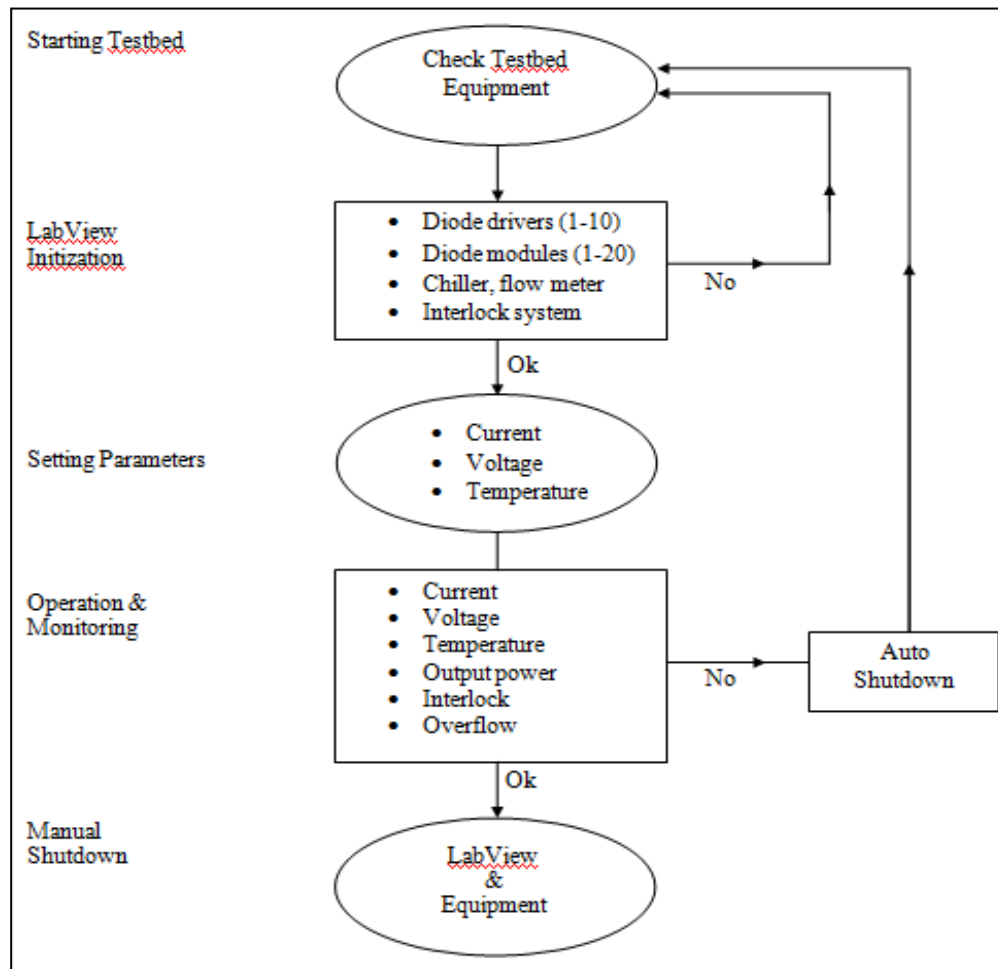 Starting Testbed
Check Testbed
Equipment
LabView
Initization
• Diode drivers (1-10)
• Diode modules (1-20)
• Chiller, flow meter
• Interlock system
No
Ok
Setting Parameters
• Current
• Voltage
• Temperature
Operation &
Monitoring
• Current
• Voltage
• Temperature
• Output power
• Interlock
• Overflow
No
Auto
Shutdown
Ok
Manual
Shutdown
LabView
&
Equipment